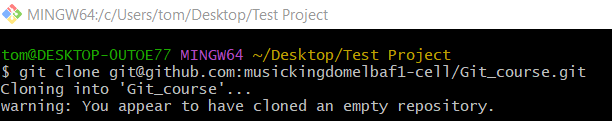 MINGW64:/c/Users/tom/Desktop/Test Project
tom@DESKTOP-OUTOE77 MINGW64 ~/Desktop/Test Project
$ git clone git@github.com:musickingdomelbaf1-cell/Git_course.git
Cloning into 'Git_course'...
warning: You appear to have cloned an empty repository.